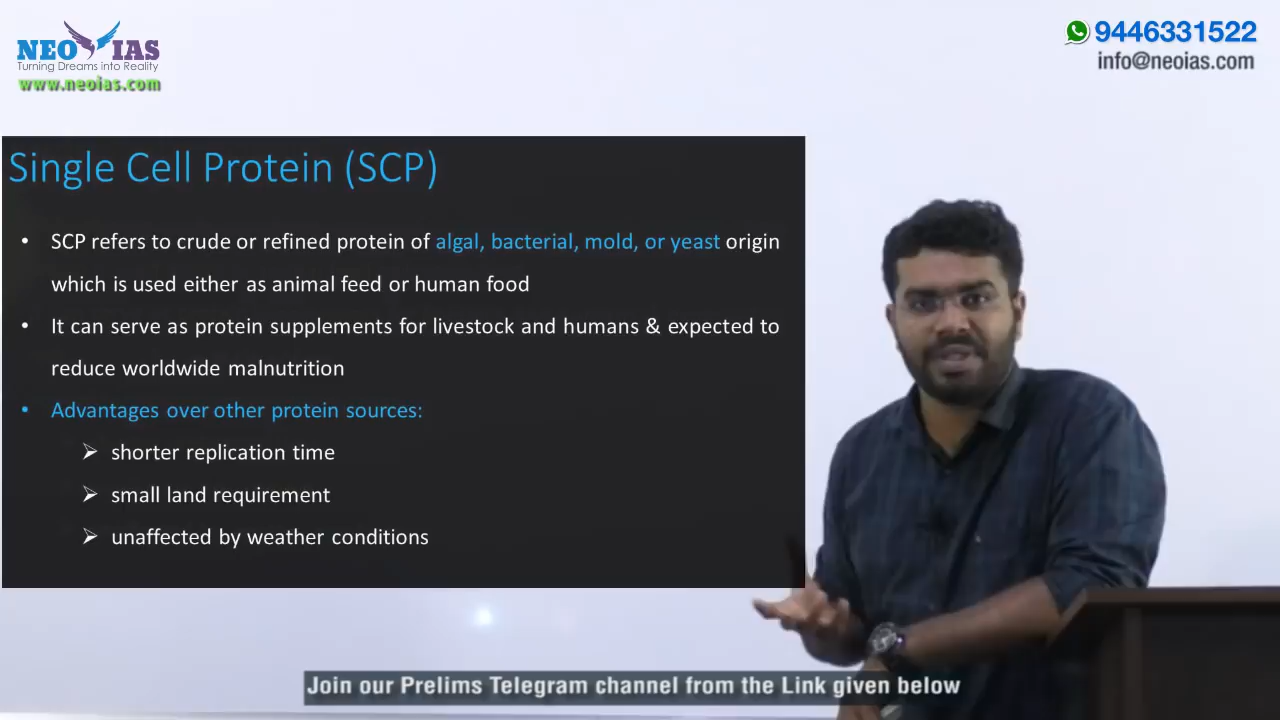 NEO IAS
Turning Dreams into Reality
www.neoias.com
9446331522
info@neoias.com
Single Cell Protein (SCP)
• SCP refers to crude or refined protein of algal, bacterial, mold, or yeast origin
which is used either as animal feed or human food
• It can serve as protein supplements for livestock and humans & expected to
reduce worldwide malnutrition
• Advantages over other protein sources:
➢ shorter replication time
➢ small land requirement
➢ unaffected by weather conditions
Join our Prelims Telegram channel from the Link given below